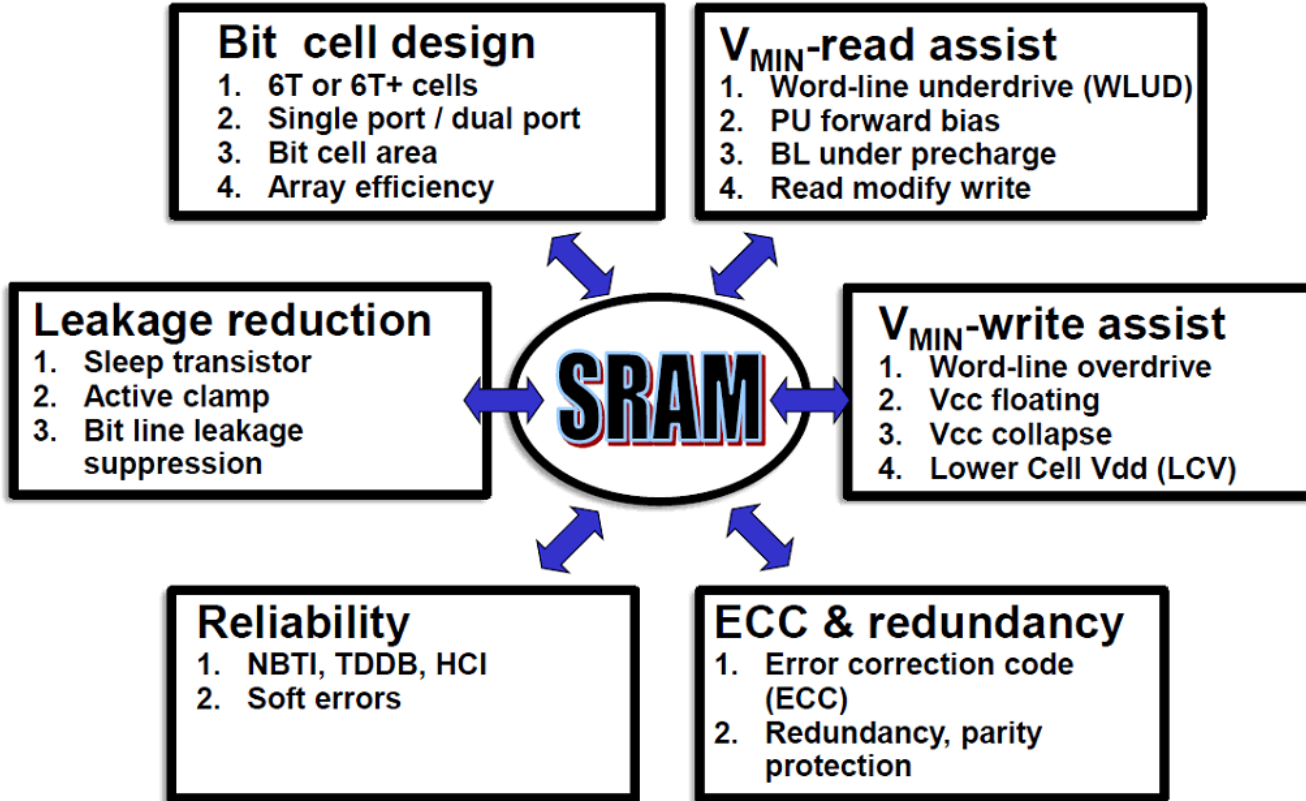 Bit cell design
1. 6T or 6T+ cells
2. Single port / dual port
3. Bit cell area
4. Array efficiency
VMIN-read assist
1. Word-line underdrive (WLUD)
2. PU forward bias
3. BL under precharge
4. Read modify write
Leakage reduction
1. Sleep transistor
2. Active clamp
3. Bit line leakage
suppression
SRAM
VMIN-write assist
1. Word-line overdrive
2. Vcc floating
3. Vcc collapse
4. Lower Cell Vdd (LCV)
Reliability
1. NBTI, TDDB, HCI
2. Soft errors
ECC & redundancy
1. Error correction code
(ECC)
2. Redundancy, parity
protection